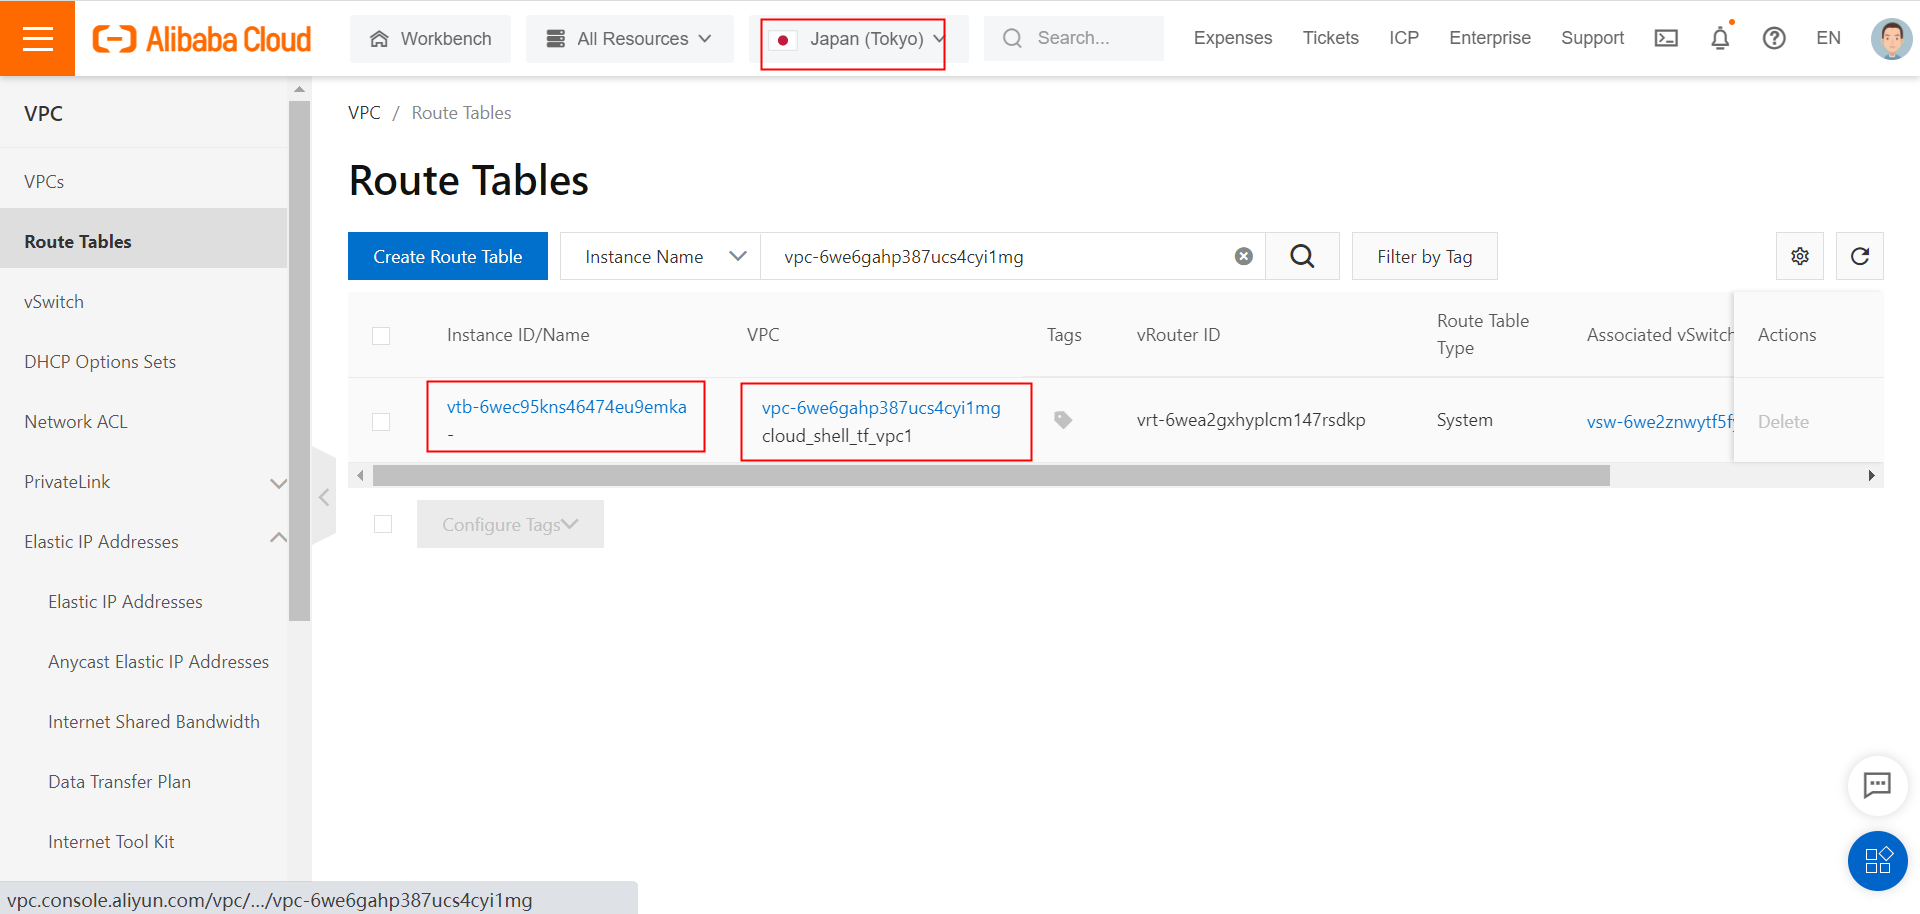 Alibaba Cloud
Workbench
All Resources
Japan (Tokyo)
Search...
Expenses
Tickets
ICP
Enterprise
Support
EN
VPC
VPCs
Route Tables
vSwitch
DHCP Options Sets
Network ACL
PrivateLink
Elastic IP Addresses
Elastic IP Addresses
Anycast Elastic IP Addresses
Internet Shared Bandwidth
Data Transfer Plan
Internet Tool Kit
VPC / Route Tables
Route Tables
Create Route Table
Instance Name
vpc-6we6gahp387ucs4cyi1mg
Filter by Tag
Instance ID/Name
VPC
Tags
vRouter ID
Route Table
Type
Associated vSwitch
Actions
vtb-6wec95kns46474eu9emka
-
vpc-6we6gahp387ucs4cyi1mg
cloud_shell_tf_vpc1
vrt-6wea2gxhyplcm147rsdkp
System
vsw-6we2znwytf5f
Delete
Configure Tags
vpc.console.aliyun.com/vpc/.../vpc-6we6gahp387ucs4cyi1mg